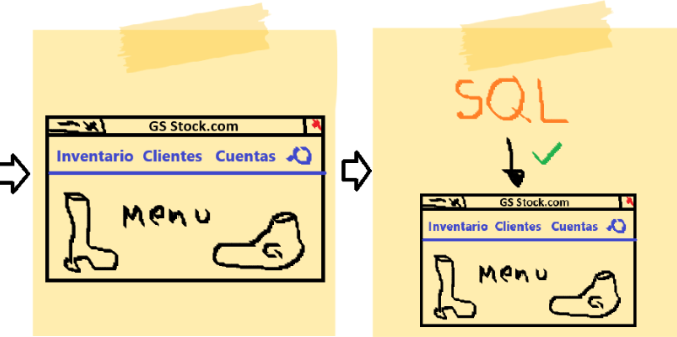 GS Stock.com
Inventario Clientes Cuentas
Menu
SQL
GS Stock.com
Inventario Clientes Cuentas
Menu